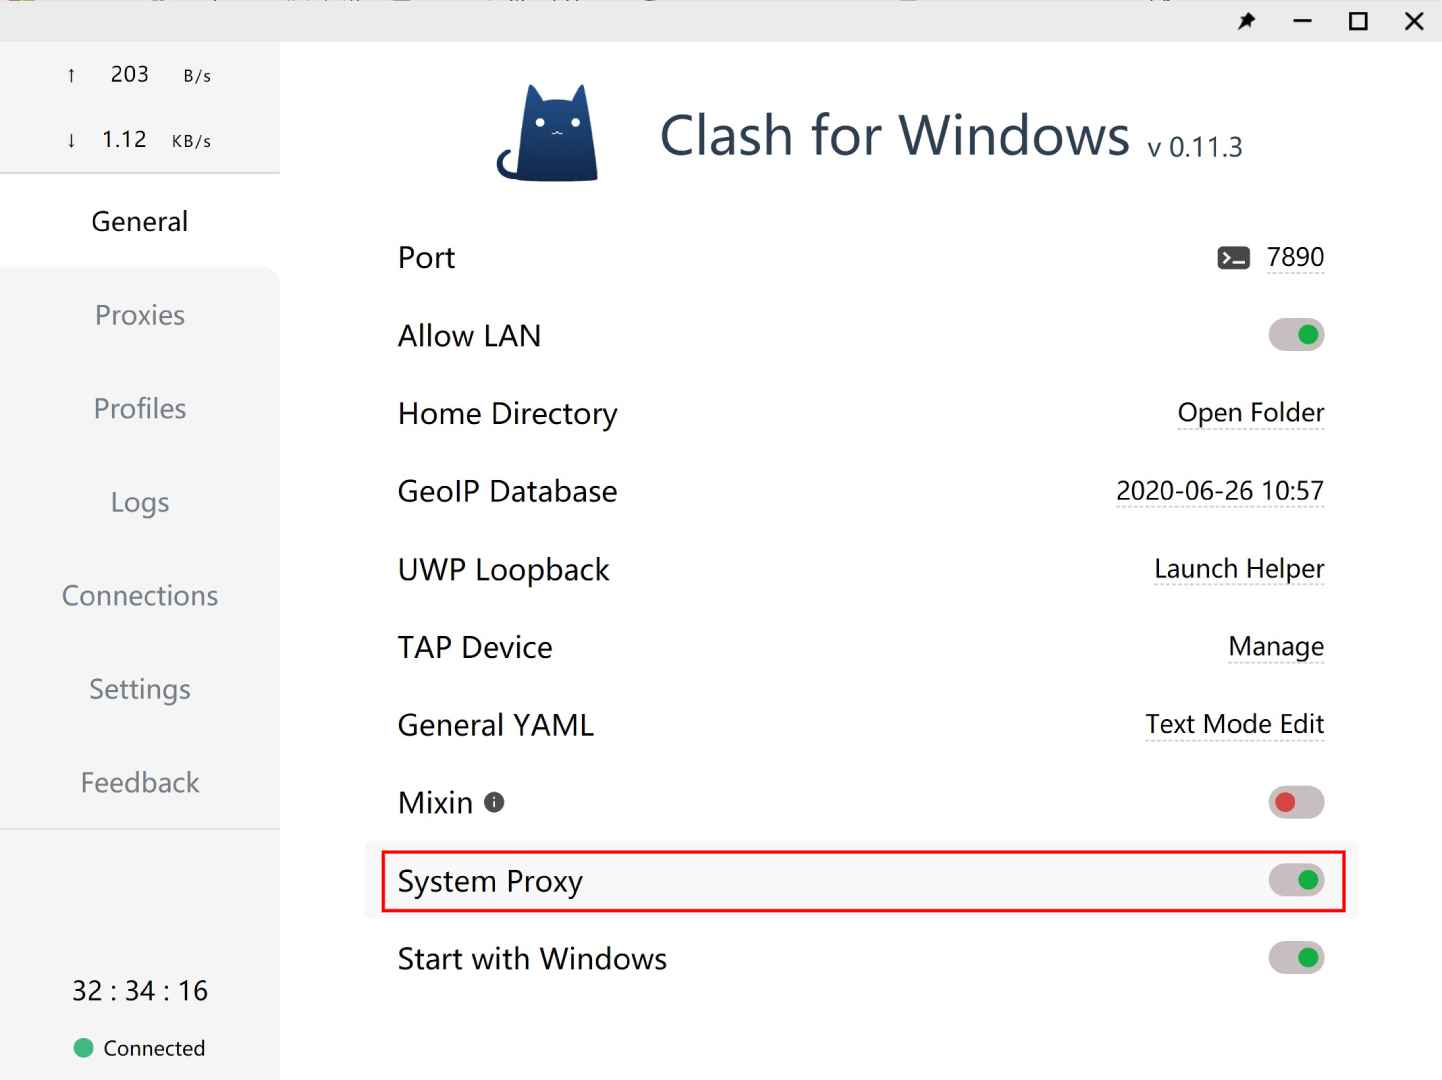 ↑ 203 B/s
↓ 1.12 KB/s
General
Proxies
Profiles
Logs
Connections
Settings
Feedback
32 : 34 : 16
Connected
Clash for Windows v 0.11.3
Port 7890
Allow LAN
Home Directory Open Folder
GeoIP Database 2020-06-26 10:57
UWP Loopback Launch Helper
TAP Device Manage
General YAML Text Mode Edit
Mixin
System Proxy
Start with Windows